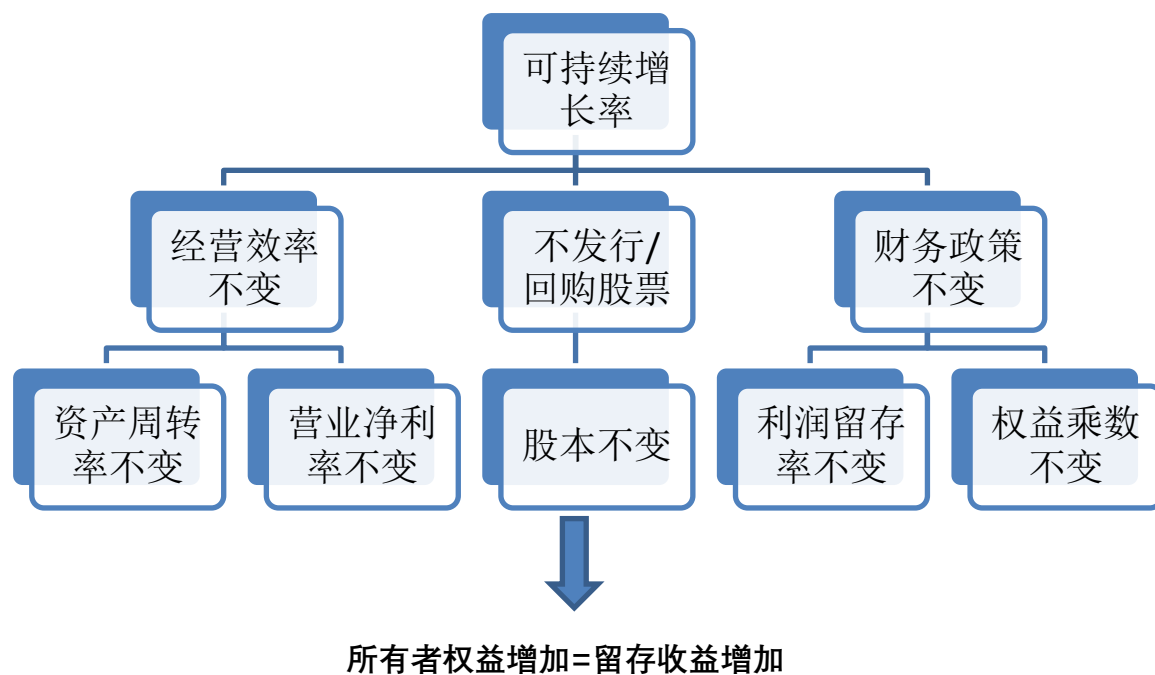 可持续增
长率
经营效率
不变
不发行/
回购股票
财务政策
不变
资产周转
率不变
营业净利
率不变
股本不变
利润留存
率不变
权益乘数
不变
所有者权益增加=留存收益增加